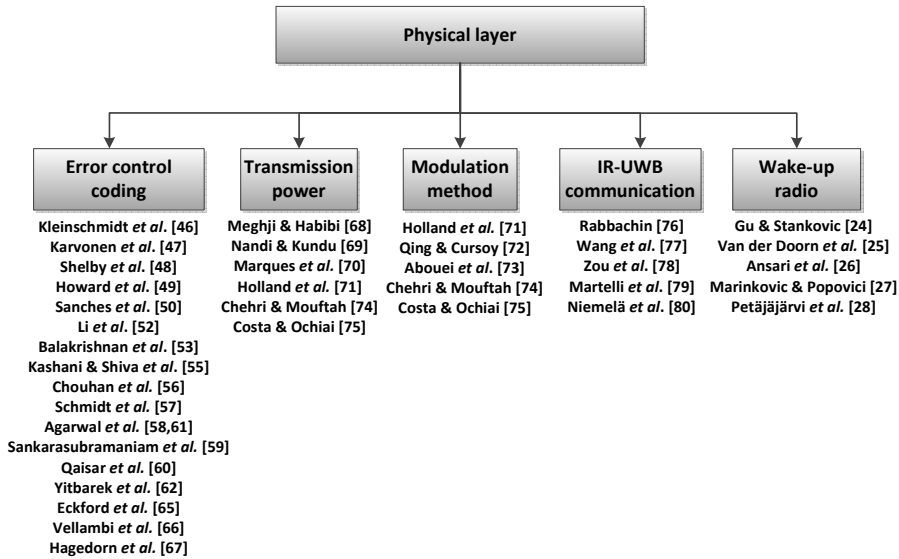 Physical layer
Error control
coding
Kleinschmidt et al. [46]
Karvonen et al. [47]
Shelby et al. [48]
Howard et al. [49]
Sanches et al. [50]
Li et al. [52]
Balakrishnan et al. [53]
Kashani & Shiva et al. [55]
Chouhan et al. [56]
Schmidt et al. [57]
Agarwal et al. [58,61]
Sankarasubramaniam et al. [59]
Qaisar et al. [60]
Yitbarek et al. [62]
Eckford et al. [65]
Vellambi et al. [66]
Hagedorn et al. [67]
Transmission
power
Meghji & Habibi [68]
Nandi & Kundu [69]
Marques et al. [70]
Holland et al. [71]
Chehri & Mouftah [74]
Costa & Ochiai [75]
Modulation
method
Holland et al. [71]
Qing & Cursoy [72]
Abouei et al. [73]
Chehri & Mouftah [74]
Costa & Ochiai [75]
IR-UWB
communication
Rabbachin [76]
Wang et al. [77]
Zou et al. [78]
Martelli et al. [79]
Niemelä et al. [80]
Wake-up
radio
Gu & Stankovic [24]
Van der Doorn et al. [25]
Ansari et al. [26]
Marinkovic & Popovici [27]
Petäjäjärvi et al. [28]